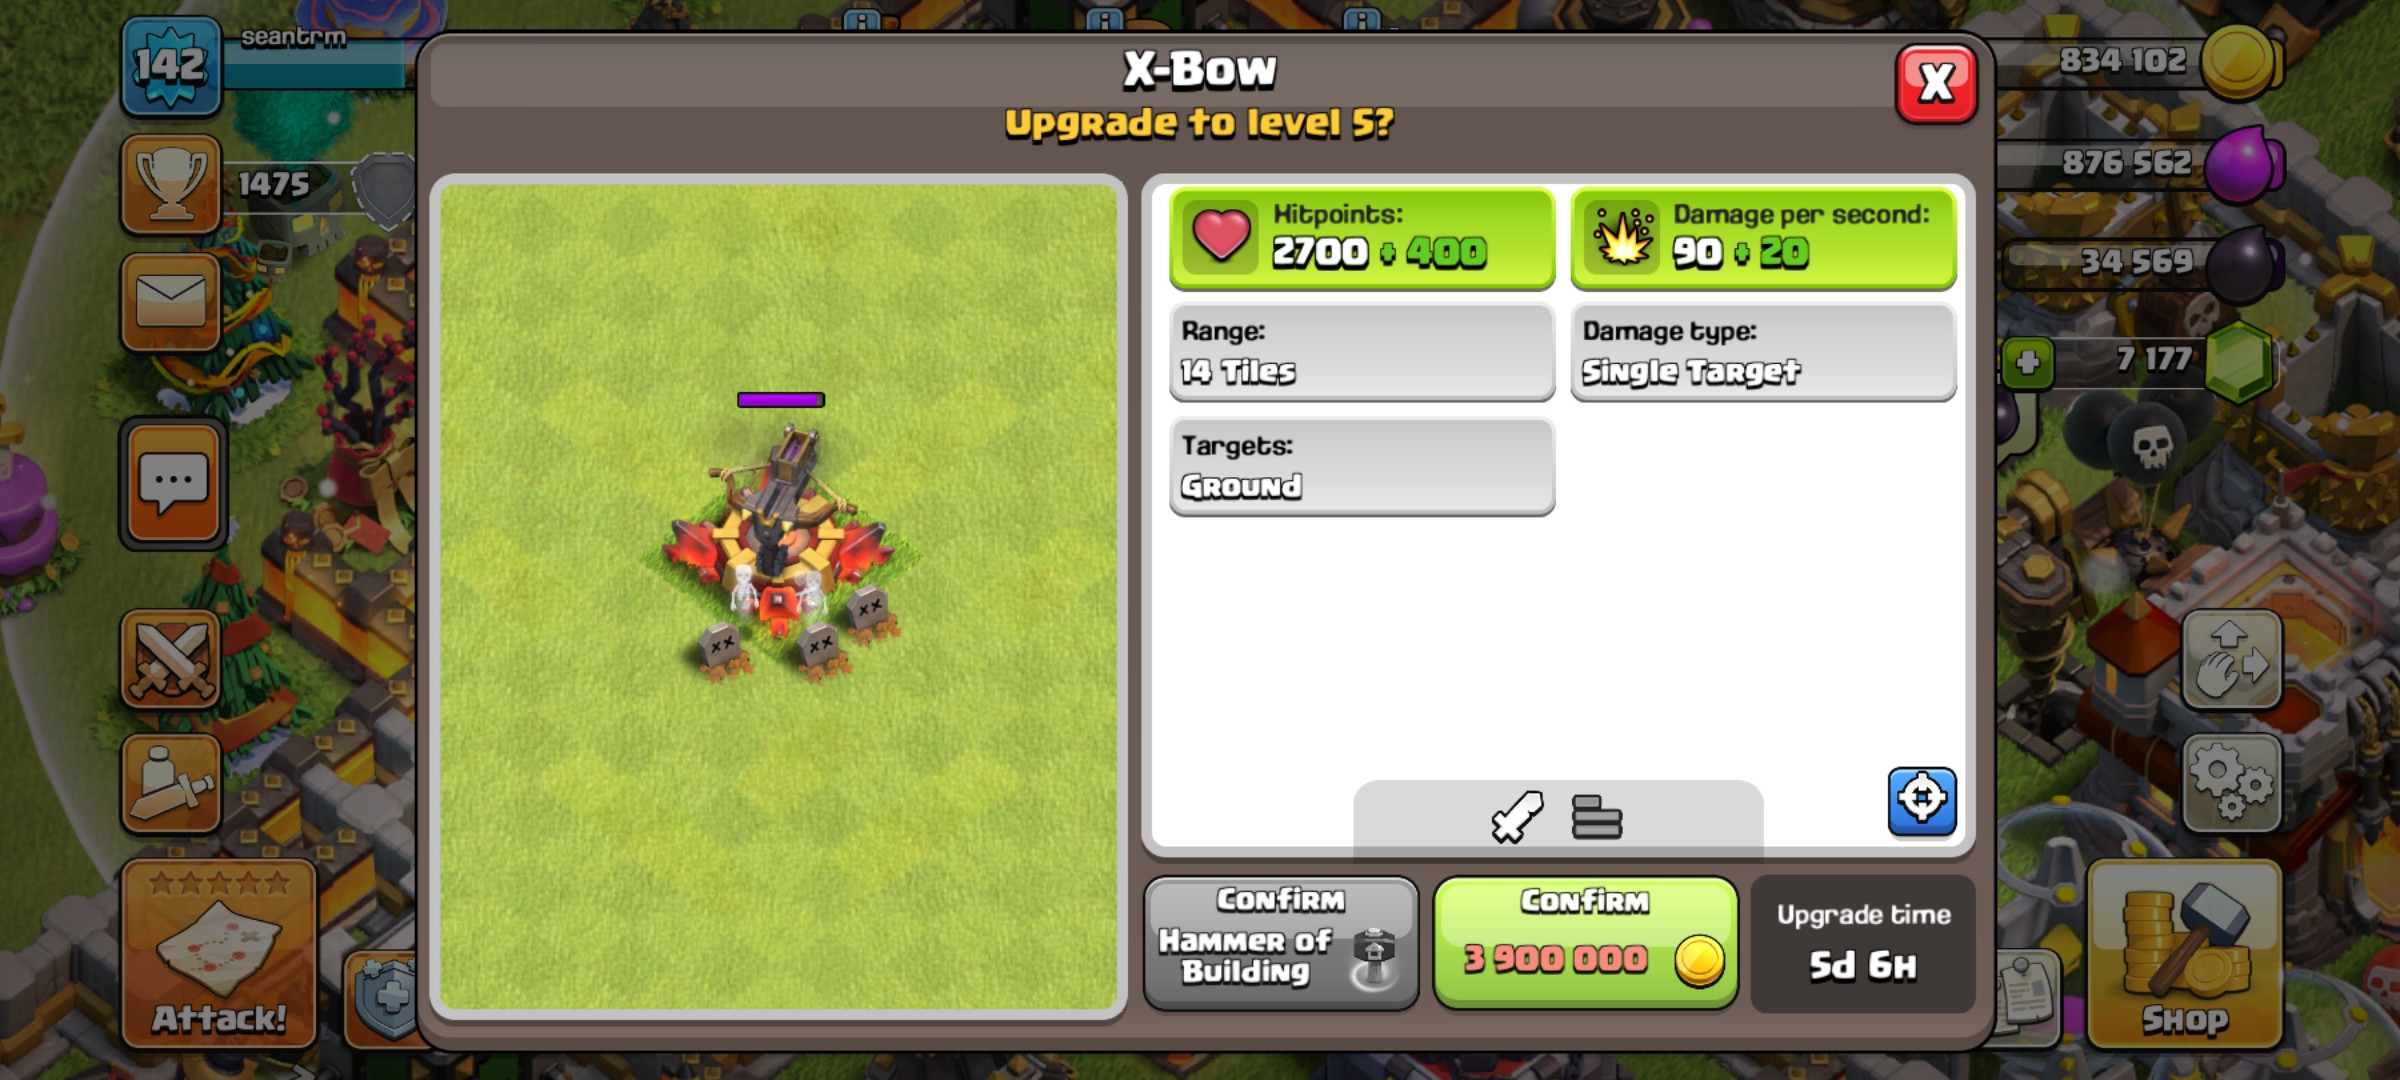 142
seantrm
1475
X-Bow
Upgrade to level 5?
X
834 102
876 562
34 569
7 177
Hitpoints:
2700 + 400
Damage per second:
90 + 20
Range:
14 Tiles
Damage type:
Single Target
Targets:
Ground
Confirm
Hammer of
Building
Confirm
3 900 000
Upgrade time
5d 6h
Attack!
Shop